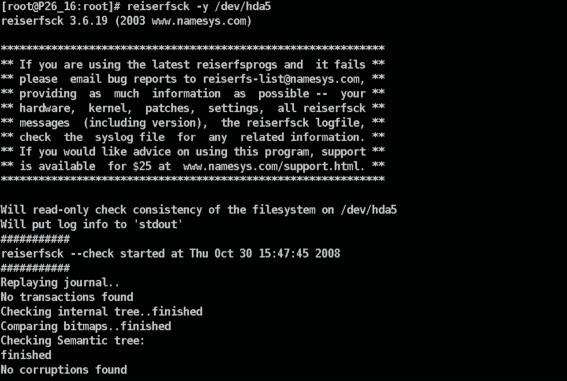 [root@P26_16:root]# reiserfsck -y /dev/hda5
reiserfsck 3.6.19 (2003 www.namesys.com)
*************************************************************
** If you are using the latest reiserfsprogs and  it fails **
** please  email bug reports to reiserfs-list@namesys.com, **
** providing  as  much  information  as  possible --  your **
** hardware,  kernel,  patches,  settings,  all reiserfsck **
** messages  (including version),  the reiserfsck logfile, **
** check  the  syslog file  for  any  related information. **
** If you would like advice on using this program, support **
** is available  for $25 at  www.namesys.com/support.html. **
*************************************************************
Will read-only check consistency of the filesystem on /dev/hda5
Will put log info to 'stdout'
###########
reiserfsck --check started at Thu Oct 30 15:47:45 2008
###########
Replaying journal..
No transactions found
Checking internal tree..finished
Comparing bitmaps..finished
Checking Semantic tree:
finished
No corruptions found